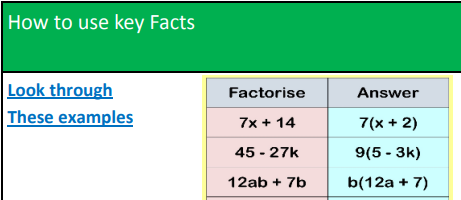 How to use key Facts
Look through
These examples
Factorise Answer
7x + 14 7(x + 2)
45 - 27k 9(5 - 3k)
12ab + 7b b(12a + 7)